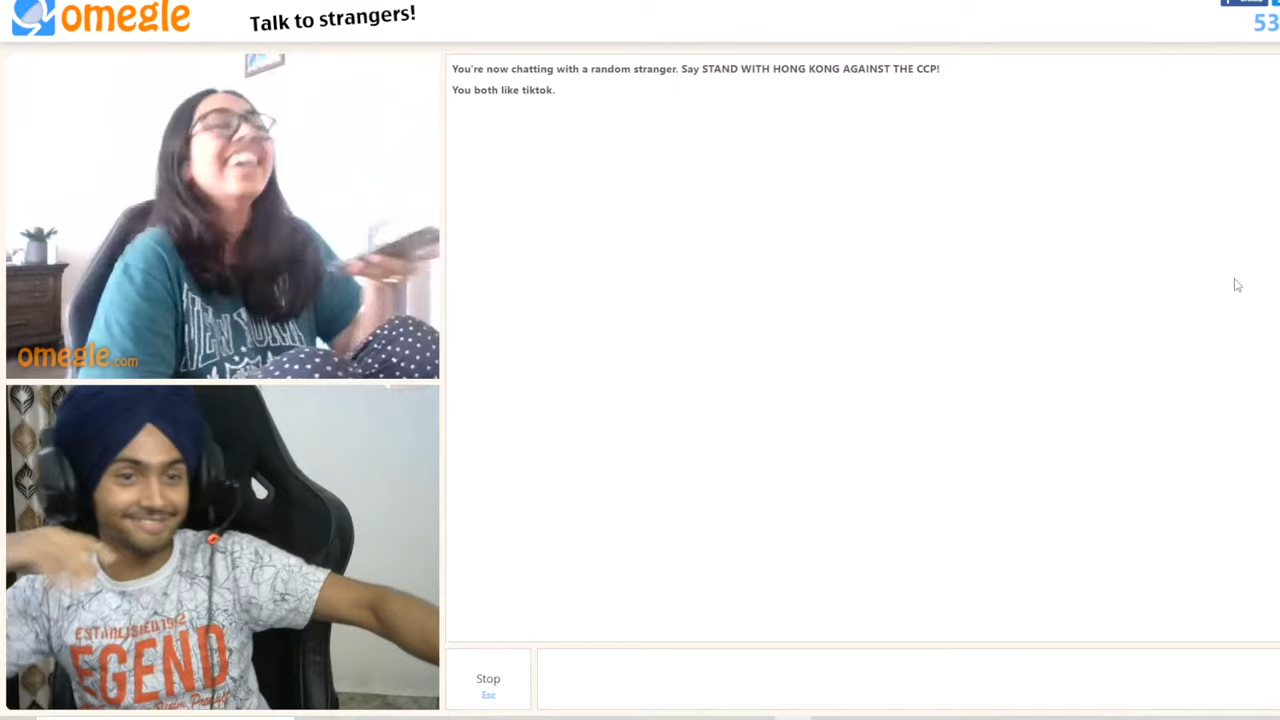 omegle
Talk to strangers!
53
You're now chatting with a random stranger. Say STAND WITH HONG KONG AGAINST THE CCP!
You both like tiktok.
NEW YORK
omegle.com
ESTABLISHED 1992
EGEND
Stop
Esc